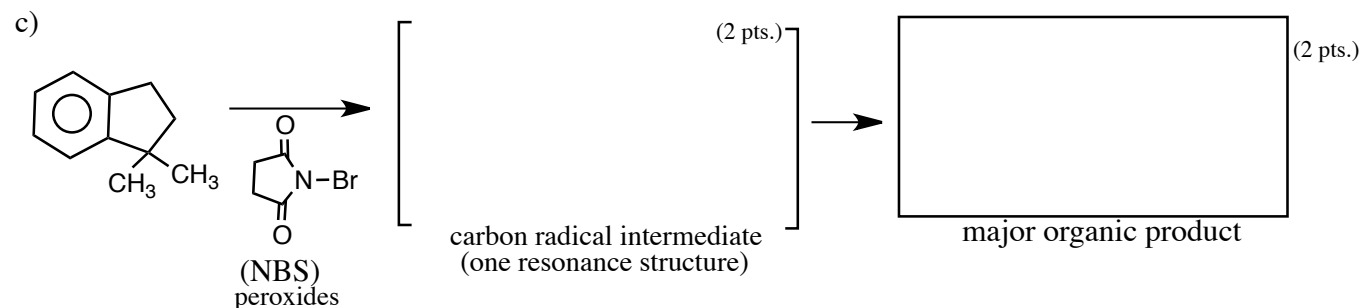 c)
(2 pts.)
(2 pts.)
CH3
CH3
O
N
Br
O
carbon radical intermediate
(one resonance structure)
major organic product
(NBS)
peroxides